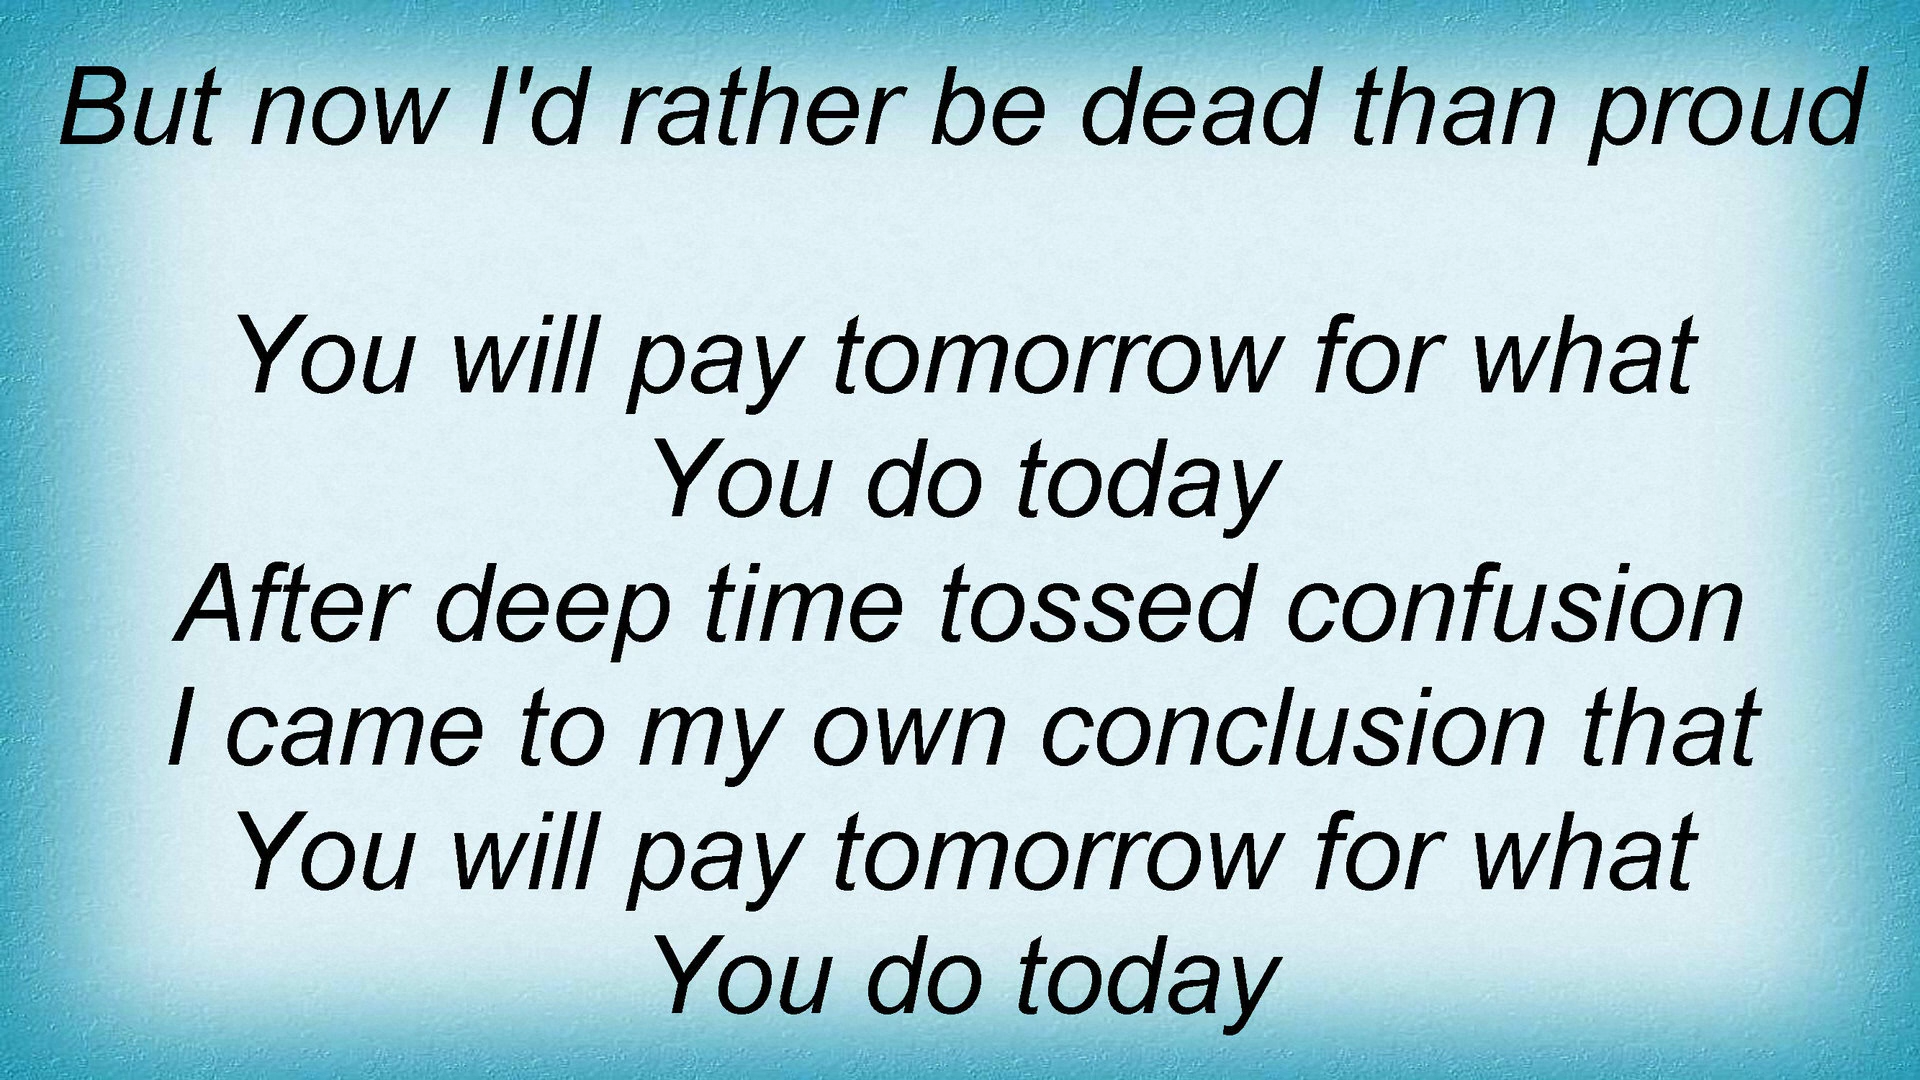 But now I'd rather be dead than proud
You will pay tomorrow for what
You do today
After deep time tossed confusion
I came to my own conclusion that
You will pay tomorrow for what
You do today